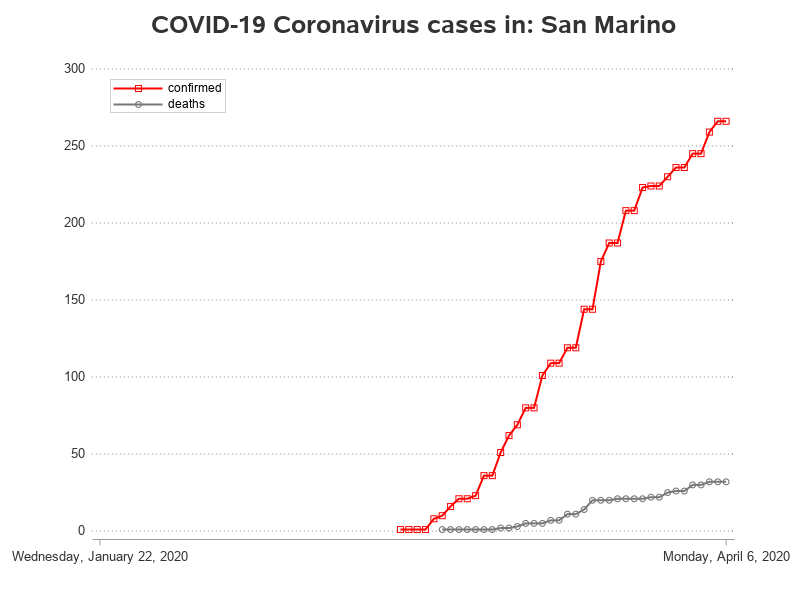 COVID-19 Coronavirus cases in: San Marino
300
confirmed
deaths
250
200
150
100
50
0
Wednesday, January 22, 2020
Monday, April 6, 2020